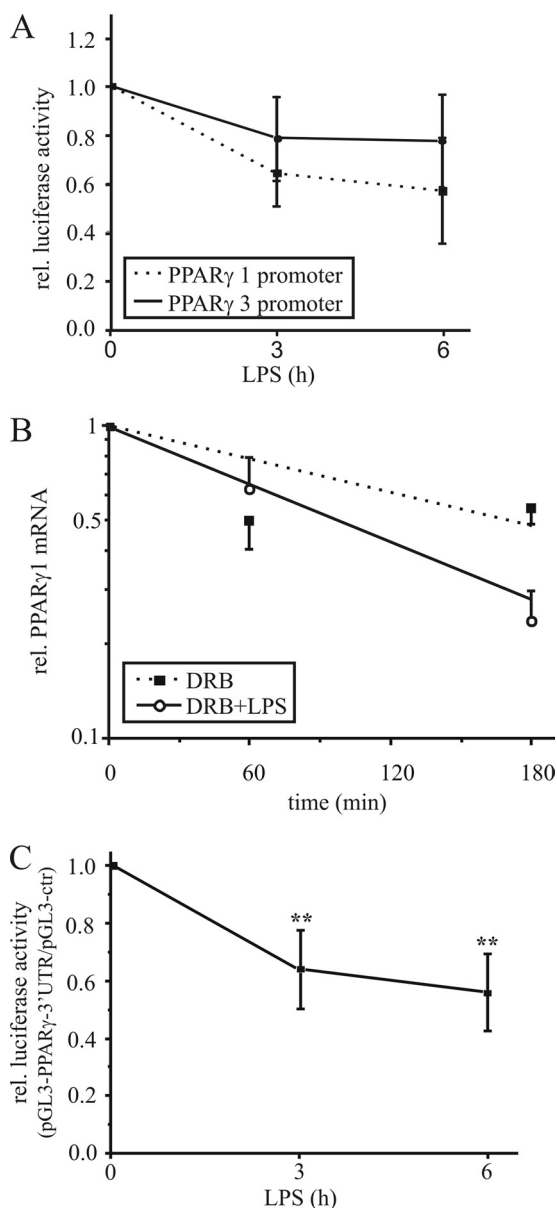 A
rel. luciferase activity
1.2
1.0
0.8
0.6
0.4
0.2
0.0
PPARγ 1 promoter
PPARγ 3 promoter
0
3
6
LPS (h)
B
rel. PPARγ1 mRNA
1
0.5
0.1
DRB
DRB+LPS
0
60
120
180
time (min)
C
rel. luciferase activity
(pGL3-PPARγ-3'UTR/pGL3-ctr)
1.0
0.8
0.6
0.4
0.2
0.0
**
**
0
3
6
LPS (h)